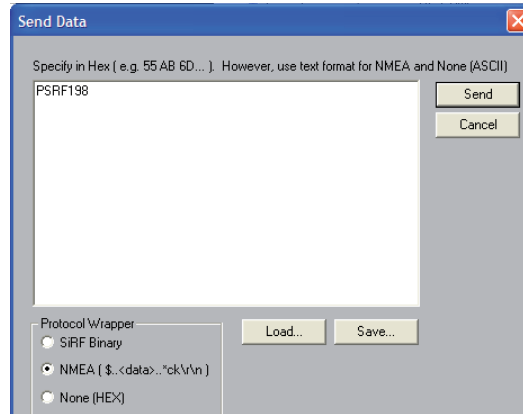 Send Data
Specify in Hex ( e.g. 55 AB 6D... ). However, use text format for NMEA and None (ASCII)
PSRF198
Send
Cancel
Protocol Wrapper
SiRF Binary
NMEA ( $..<data>..*ck\r\n )
None (HEX)
Load...
Save...